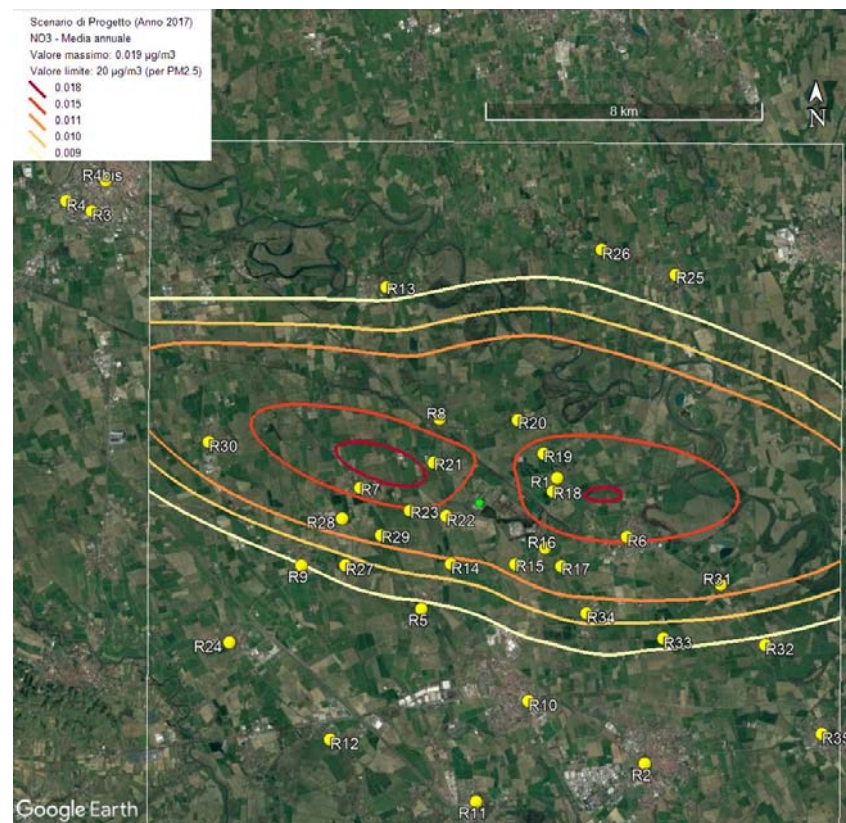 Scenario di Progetto (Anno 2017)
NO3 - Media annuale
Valore massimo: 0.019 µg/m3
Valore limite: 20 µg/m3 (per PM2.5)
0.018
0.015
0.011
0.010
0.009
8 km
N
R4bis
R4
R3
R26
R25
R13
R8
R20
R30
R19
R21
R1
R7
R18
R23
R22
R28
R29
R6
R16
R9
R27
R14
R15
R17
R31
R5
R34
R24
R33
R32
R10
R12
R35
R2
R11
Google Earth